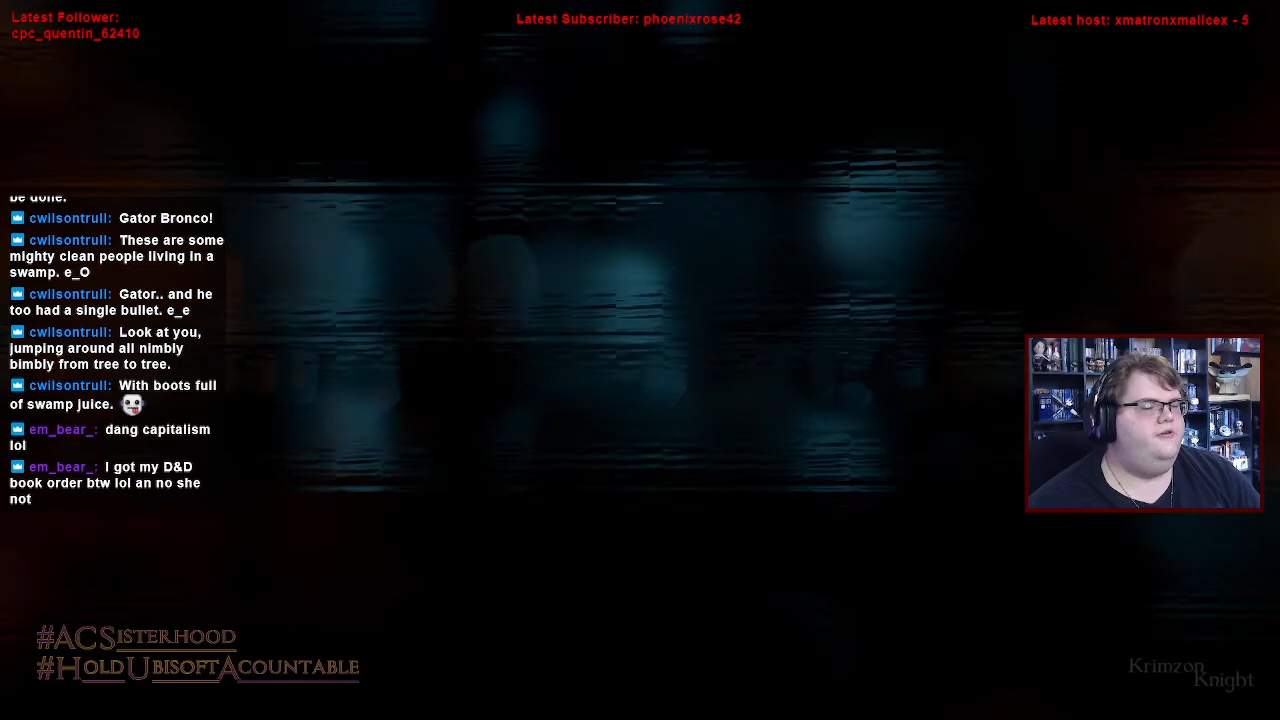 Latest Follower:
cpc_quentin_62410
Latest Subscriber: phoenixrose42
Latest host: xmatronxmalicex - 5
be done.
cwilsontrull: Gator Bronco!
cwilsontrull: These are some
mighty clean people living in a
swamp. e_O
cwilsontrull: Gator.. and he
too had a single bullet. e_e
cwilsontrull: Look at you,
jumping around all nimbly
bimbly from tree to tree.
cwilsontrull: With boots full
of swamp juice.
em_bear_: dang capitalism
lol
em_bear_: I got my D&D
book order btw lol an no she
not
#ACSisterhood
#HoldUbisoftAcountable
Krimzon
Knight